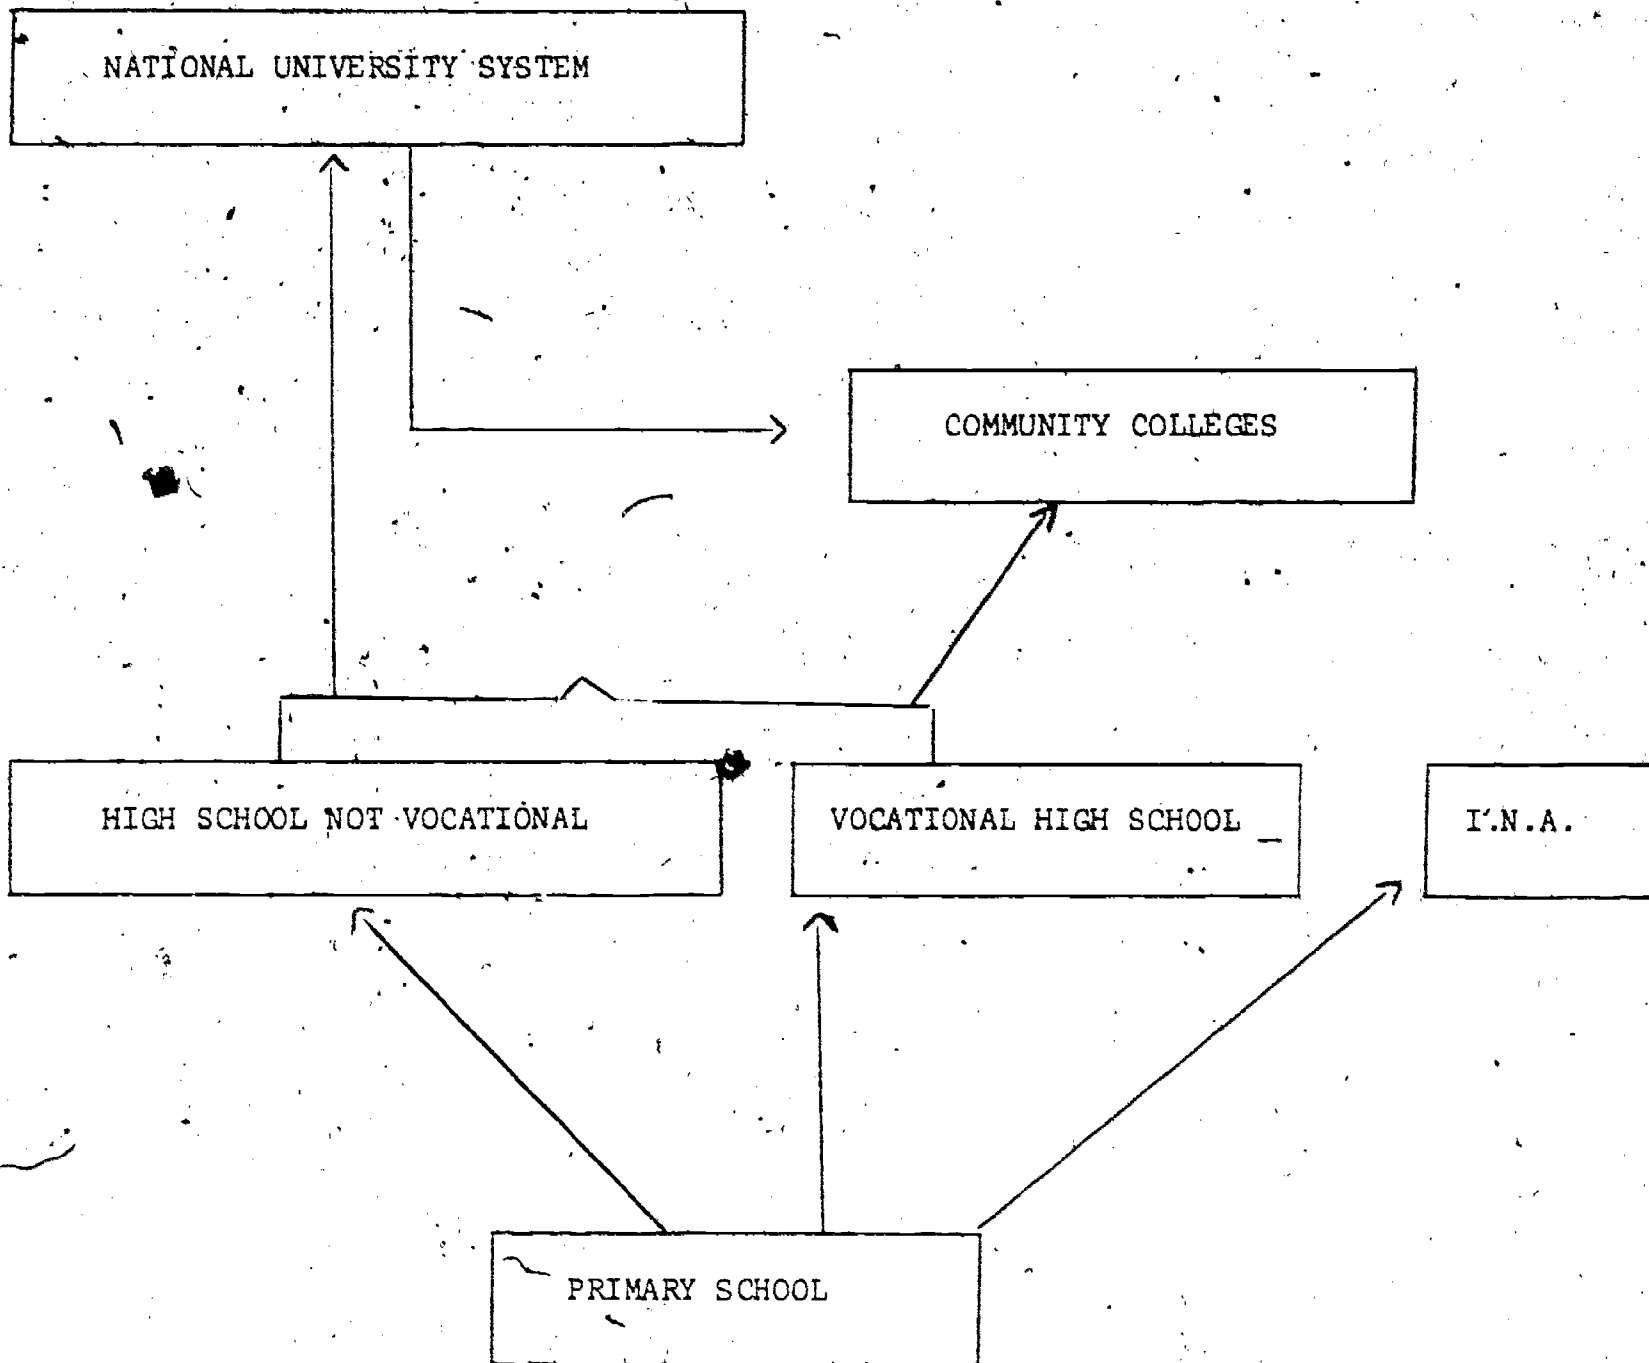 NATIONAL UNIVERSITY SYSTEM
COMMUNITY COLLEGES
HIGH SCHOOL NOT VOCATIONAL
VOCATIONAL HIGH SCHOOL
I.N.A.
PRIMARY SCHOOL